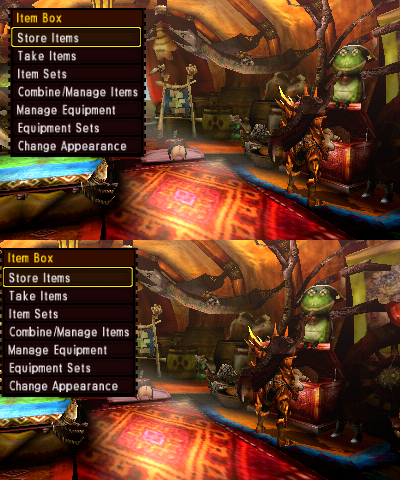 Item Box
Store Items
Take Items
Item Sets
Combine/Manage Items
Manage Equipment
Equipment Sets
Change Appearance
Item Box
Store Items
Take Items
Item Sets
Combine/Manage Items
Manage Equipment
Equipment Sets
Change Appearance